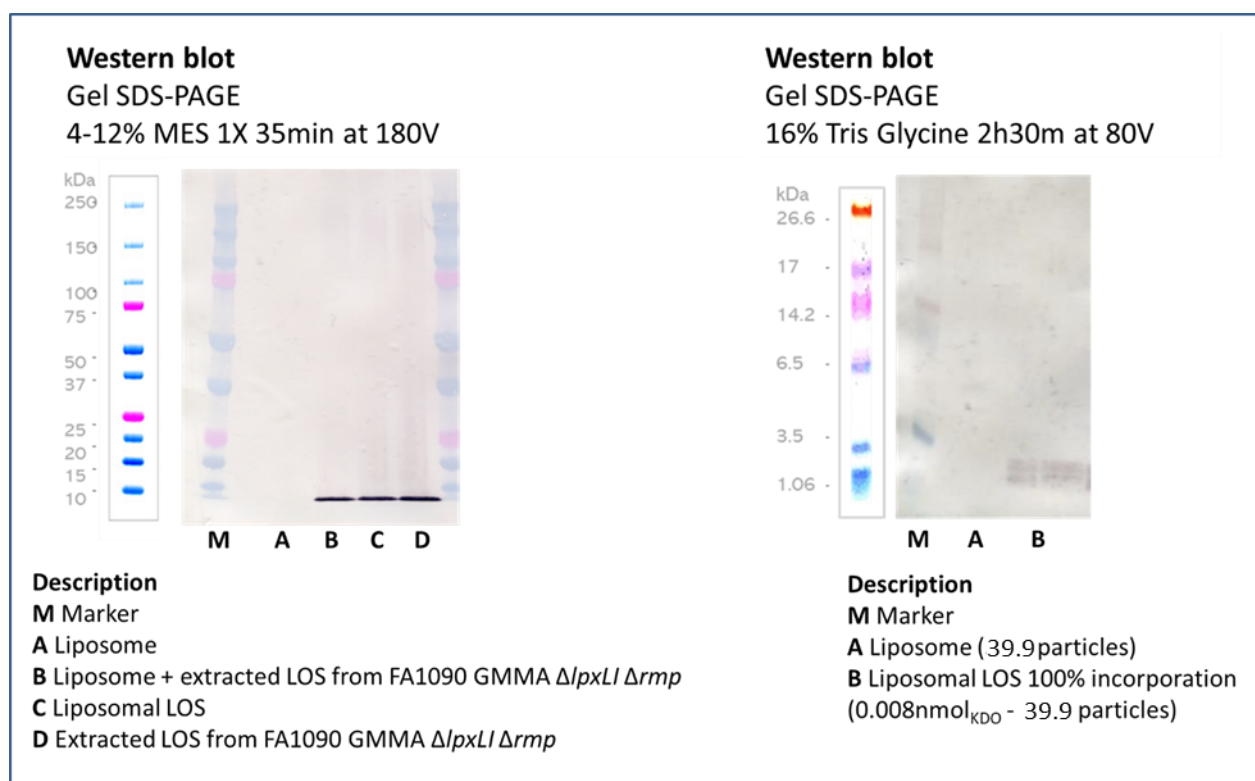 Western blot
Gel SDS-PAGE
4-12% MES 1X 35min at 180V
kDa
250
150
100
75
50
37
25
20
15
10
M A B C D
Description
M Marker
A Liposome
B Liposome + extracted LOS from FA1090 GMMA ΔlpxLI Δrmp
C Liposomal LOS
D Extracted LOS from FA1090 GMMA ΔlpxLI Δrmp
Western blot
Gel SDS-PAGE
16% Tris Glycine 2h30m at 80V
kDa
26.6 -
17 -
14.2 -
6.5 -
3.5 -
1.06 -
M A B
Description
M Marker
A Liposome (39.9 particles)
B Liposomal LOS 100% incorporation
(0.008nmolKDO - 39.9 particles)